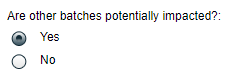 Are other batches potentially impacted?:
Yes
No